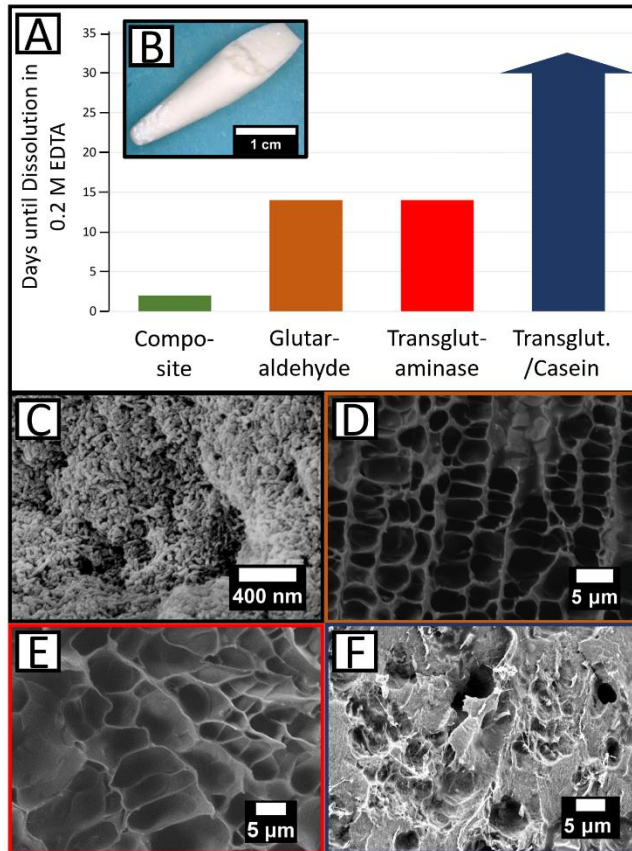 A
B
Days until Dissolution in
0.2 M EDTA
35
30
25
20
15
10
5
0
1 cm
Compo-
site
Glutar-
aldehyde
Transglut-
aminase
Transglut.
/Casein
C
400 nm
D
5 µm
E
5 µm
F
5 µm